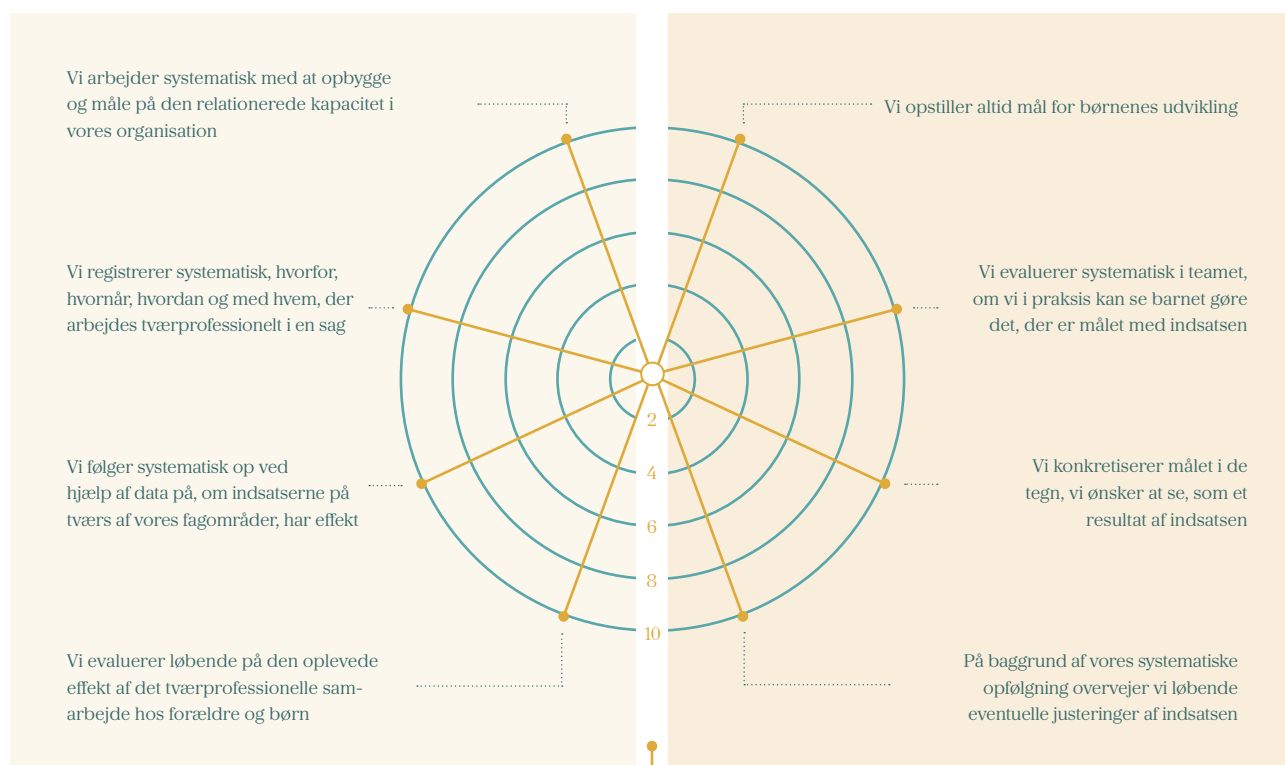 Vi arbejder systematisk med at opbygge
og måle på den relationerede kapacitet i
vores organisation
Vi registrerer systematisk, hvorfor,
hvornår, hvordan og med hvem, der
arbejdes tværprofessionelt i en sag
Vi følger systematisk op ved
hjælp af data på, om indsatserne på
tværs af vores fagområder, har effekt
Vi evaluerer løbende på den oplevede
effekt af det tværprofessionelle sam-
arbejde hos forældre og børn
2
4
6
8
10
Vi opstiller altid mål for børnenes udvikling
Vi evaluerer systematisk i teamet,
om vi i praksis kan se barnet gøre
det, der er målet med indsatsen
Vi konkretiserer målet i de
tegn, vi ønsker at se, som et
resultat af indsatsen
På baggrund af vores systematiske
opfølgning overvejer vi løbende
eventuelle justeringer af indsatsen